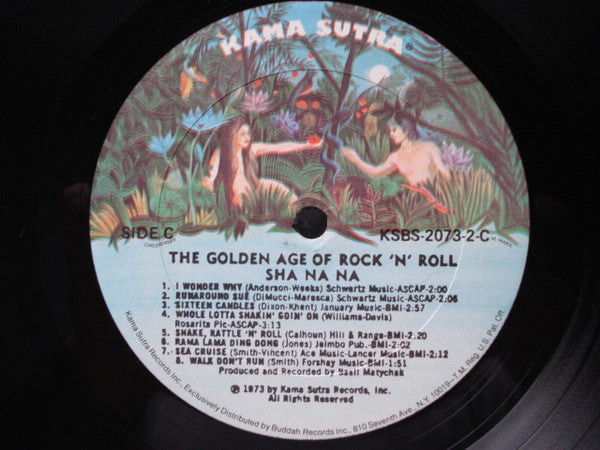 KAMA SUTRA®
SIDE C
KSBS-2073-2-C
CHRISTENSEN
M. MARA
THE GOLDEN AGE OF ROCK 'N' ROLL
SHA NA NA
1. I WONDER WHY (Anderson-Weeks) Schwartz Music-ASCAP-2:00
2. RUNAROUND SUE (DiMucci-Maresca) Schwartz Music-ASCAP-2:06
3. SIXTEEN CANDLES (Dixon-Khent) January Music-BMI-2:57
4. WHOLE LOTTA SHAKIN' GOIN' ON (Williams-Davis)
Rosarita Pic-ASCAP-3:13
5. SHAKE, RATTLE 'N' ROLL (Calhoun) Hill & Range-BMI-2:20
6. RAMA LAMA DING DONG (Jones) Jeimbo Pub.-BMI-2:02
7. SEA CRUISE (Smith-Vincent) Ace Music-Lancer Music-BMI-2:12
8. WALK DON'T RUN (Smith) Forshay Music-BMI-1:51
Produced and Recorded by Basil Matychak
℗ 1973 by Kama Sutra Records, Inc.
All Rights Reserved
Kama Sutra Records Inc., Exclusively Distributed by Buddah Records Inc., 810 Seventh Ave., N.Y. 10019–T.M. Reg. U.S. Pat. Off.